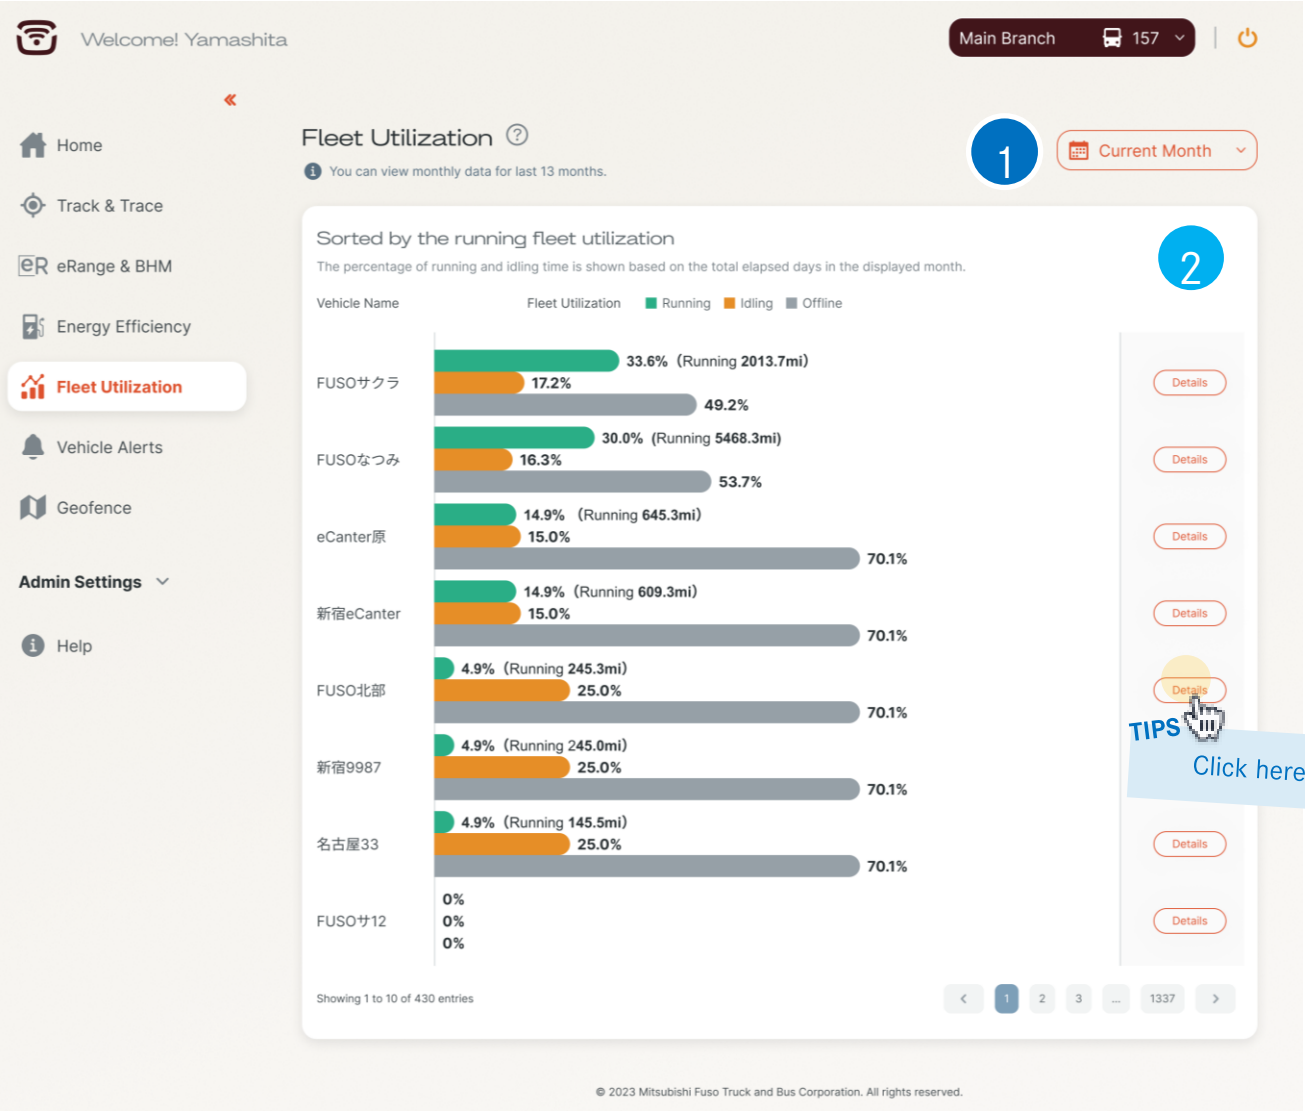 Welcome! Yamashita
Main Branch 157
Home
Track & Trace
eR eRange & BHM
Energy Efficiency
Fleet Utilization
Vehicle Alerts
Geofence
Admin Settings
Help
Fleet Utilization ?
You can view monthly data for last 13 months.
1
Current Month
Sorted by the running fleet utilization
The percentage of running and idling time is shown based on the total elapsed days in the displayed month.
2
Vehicle Name Fleet Utilization Running Idling Offline
33.6% (Running 2013.7mi)
FUSOサクラ 17.2% Details
49.2%
30.0% (Running 5468.3mi)
FUSOなつみ 16.3% Details
53.7%
14.9% (Running 645.3mi)
eCanter原 15.0% Details
70.1%
14.9% (Running 609.3mi)
新宿eCanter 15.0% Details
70.1%
4.9% (Running 245.3mi)
FUSO北部 25.0% Details
70.1%
TIPS
Click here
4.9% (Running 245.0mi)
新宿9987 25.0%
70.1%
4.9% (Running 145.5mi)
名古屋33 25.0% Details
70.1%
0%
FUSOサ12 0% Details
0%
Showing 1 to 10 of 430 entries
< 1 2 3 ... 1337 >
© 2023 Mitsubishi Fuso Truck and Bus Corporation. All rights reserved.